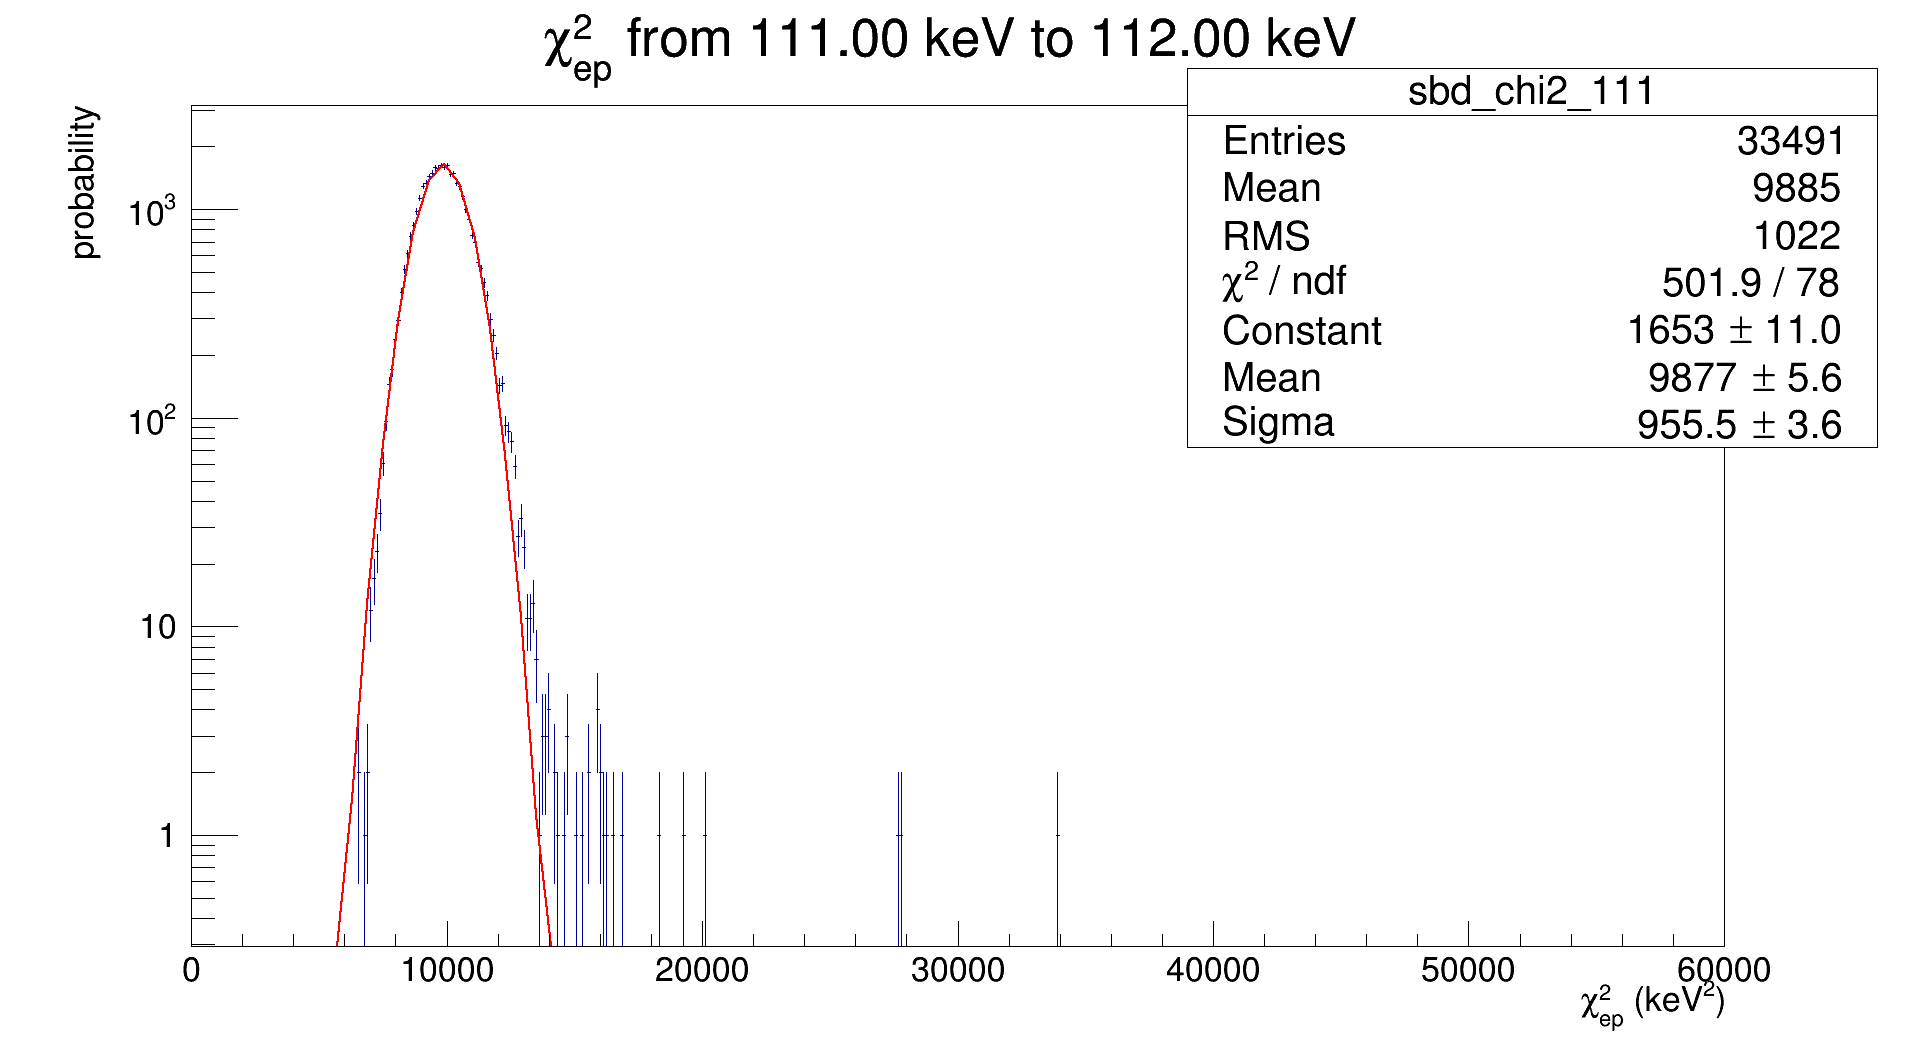 χ²ep from 111.00 keV to 112.00 keV
probability
sbd_chi2_111
Entries 33491
Mean 9885
RMS 1022
χ² / ndf 501.9 / 78
Constant 1653 ± 11.0
Mean 9877 ± 5.6
Sigma 955.5 ± 3.6
10³
10²
10
1
0 10000 20000 30000 40000 50000 60000
χ²ep (keV²)